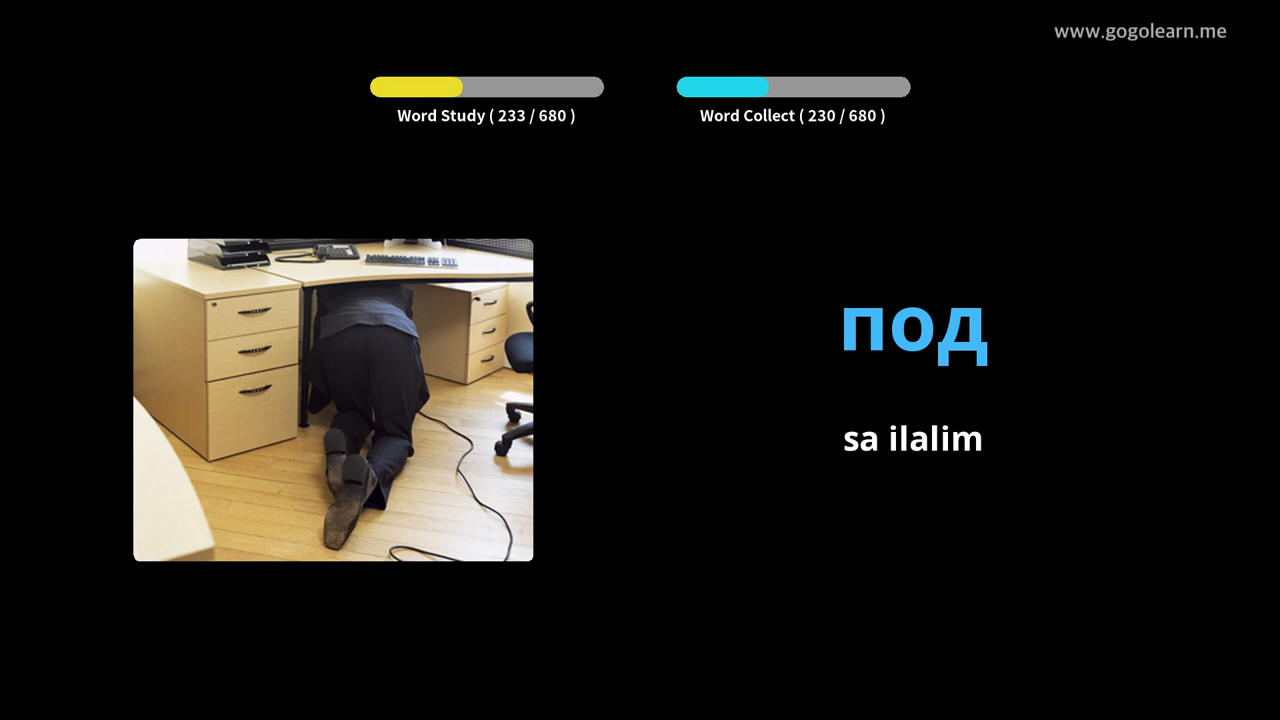 www.gogolearn.me
Word Study ( 233 / 680 )
Word Collect ( 230 / 680 )
под
sa ilalim